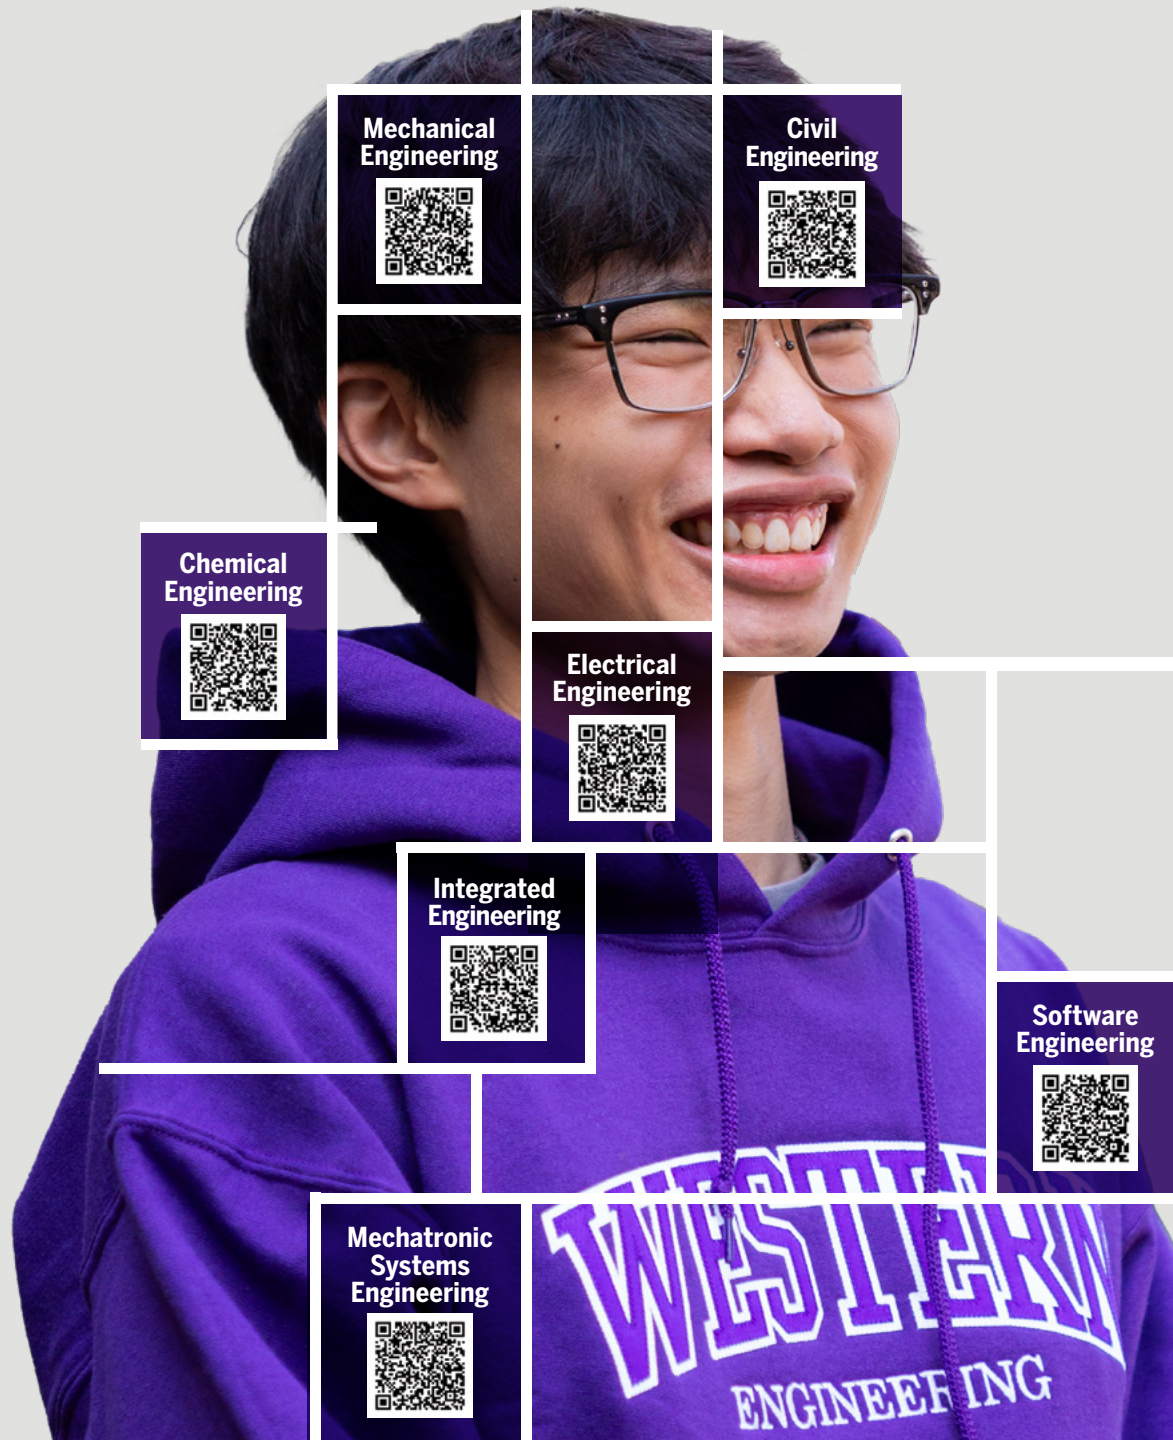 Mechanical
Engineering
Civil
Engineering
Chemical
Engineering
Electrical
Engineering
Integrated
Engineering
Software
Engineering
Mechatronic
Systems
Engineering
WESTERN
ENGINEERING